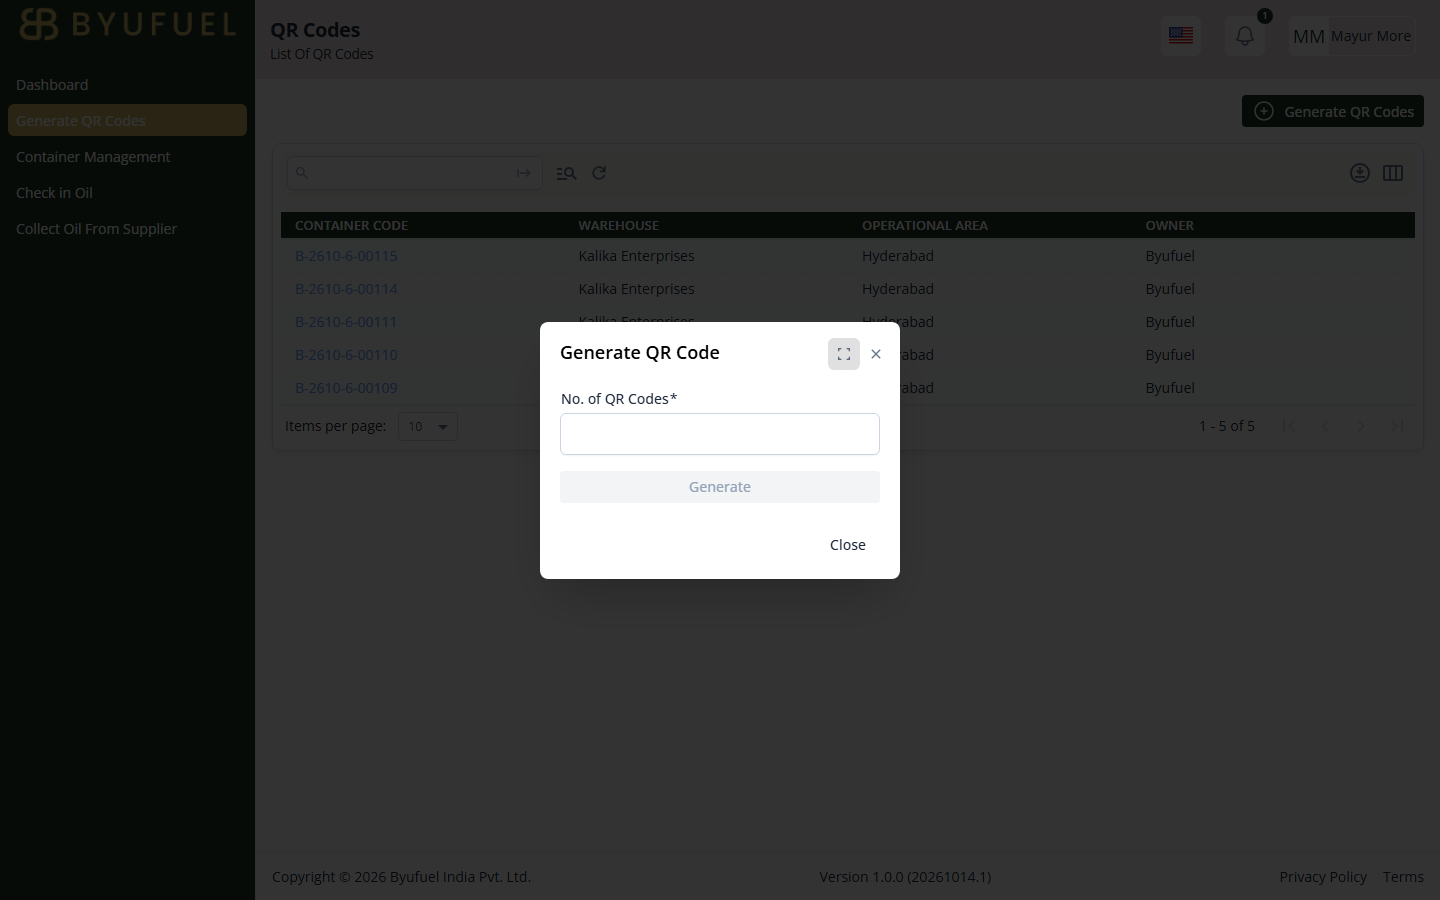 BYUFUEL
Dashboard
Generate QR Codes
Container Management
Check in Oil
Collect Oil From Supplier
QR Codes
List Of QR Codes
1
MM Mayur More
Generate QR Codes
CONTAINER CODE WAREHOUSE OPERATIONAL AREA OWNER
B-2610-6-00115 Kalika Enterprises Hyderabad Byufuel
B-2610-6-00114 Kalika Enterprises Hyderabad Byufuel
B-2610-6-00111 Kalika Enterprises Hyderabad Byufuel
B-2610-6-00110 Byufuel
B-2610-6-00109 Byufuel
Items per page: 10 1 - 5 of 5
Generate QR Code
No. of QR Codes*
Generate
Close
Copyright © 2026 Byufuel India Pvt. Ltd. Version 1.0.0 (20261014.1) Privacy Policy Terms